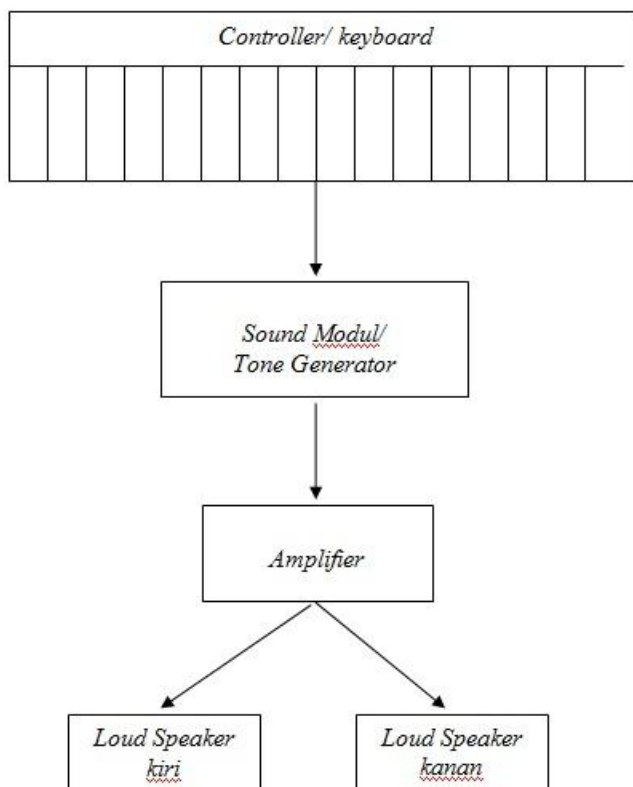 Controller/ keyboard
Sound Modul/
Tone Generator
Amplifier
Loud Speaker
kiri
Loud Speaker
kanan